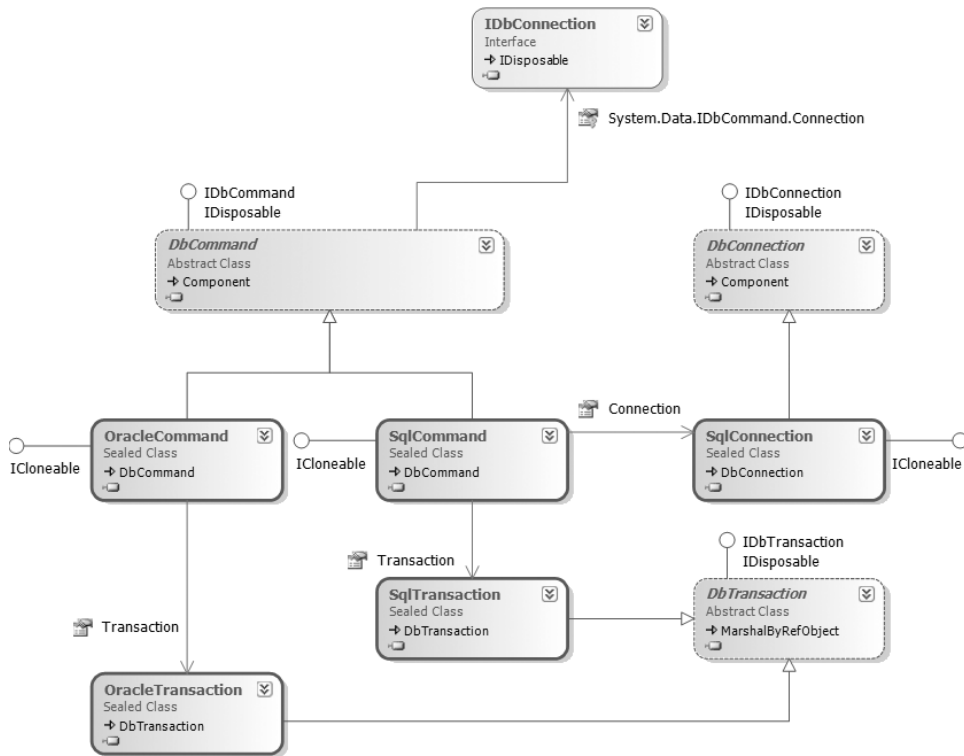 IDbConnection
Interface
IDisposable
System.Data.IDbCommand.Connection
IDbCommand
IDisposable
DbCommand
Abstract Class
Component
IDbConnection
IDisposable
DbConnection
Abstract Class
Component
OracleCommand
Sealed Class
DbCommand
ICloneable
SqlCommand
Sealed Class
DbCommand
ICloneable
Connection
SqlConnection
Sealed Class
DbConnection
ICloneable
Transaction
SqlTransaction
Sealed Class
DbTransaction
IDbTransaction
IDisposable
DbTransaction
Abstract Class
MarshalByRefObject
Transaction
OracleTransaction
Sealed Class
DbTransaction